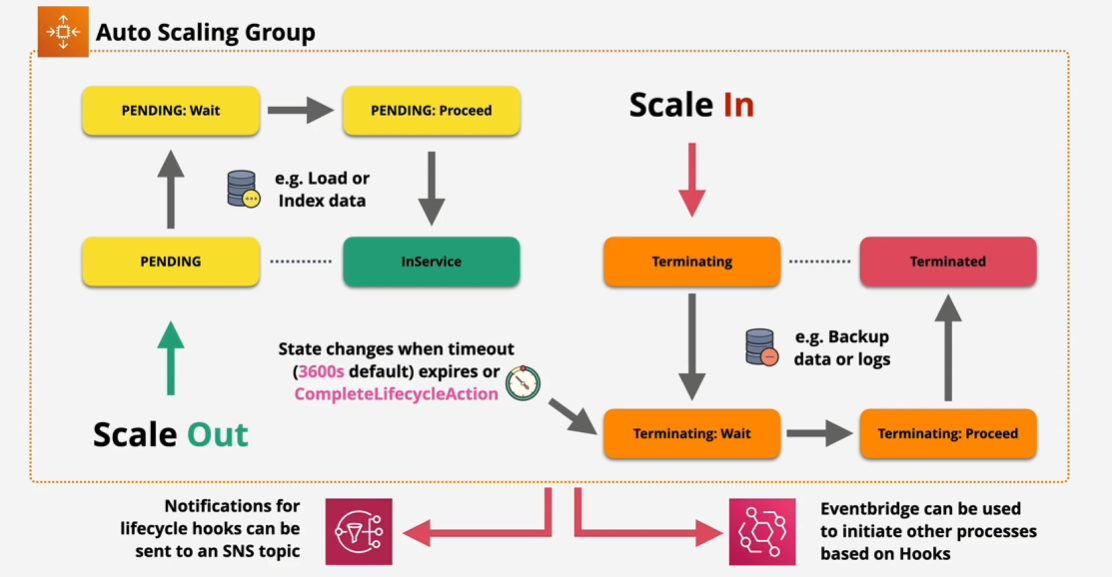 Auto Scaling Group
PENDING: Wait
PENDING: Proceed
Scale In
e.g. Load or
Index data
PENDING
InService
Terminating
Terminated
State changes when timeout
(3600s default) expires or
CompleteLifecycleAction
e.g. Backup
data or logs
Scale Out
Terminating: Wait
Terminating: Proceed
Notifications for
lifecycle hooks can be
sent to an SNS topic
Eventbridge can be used
to initiate other processes
based on Hooks